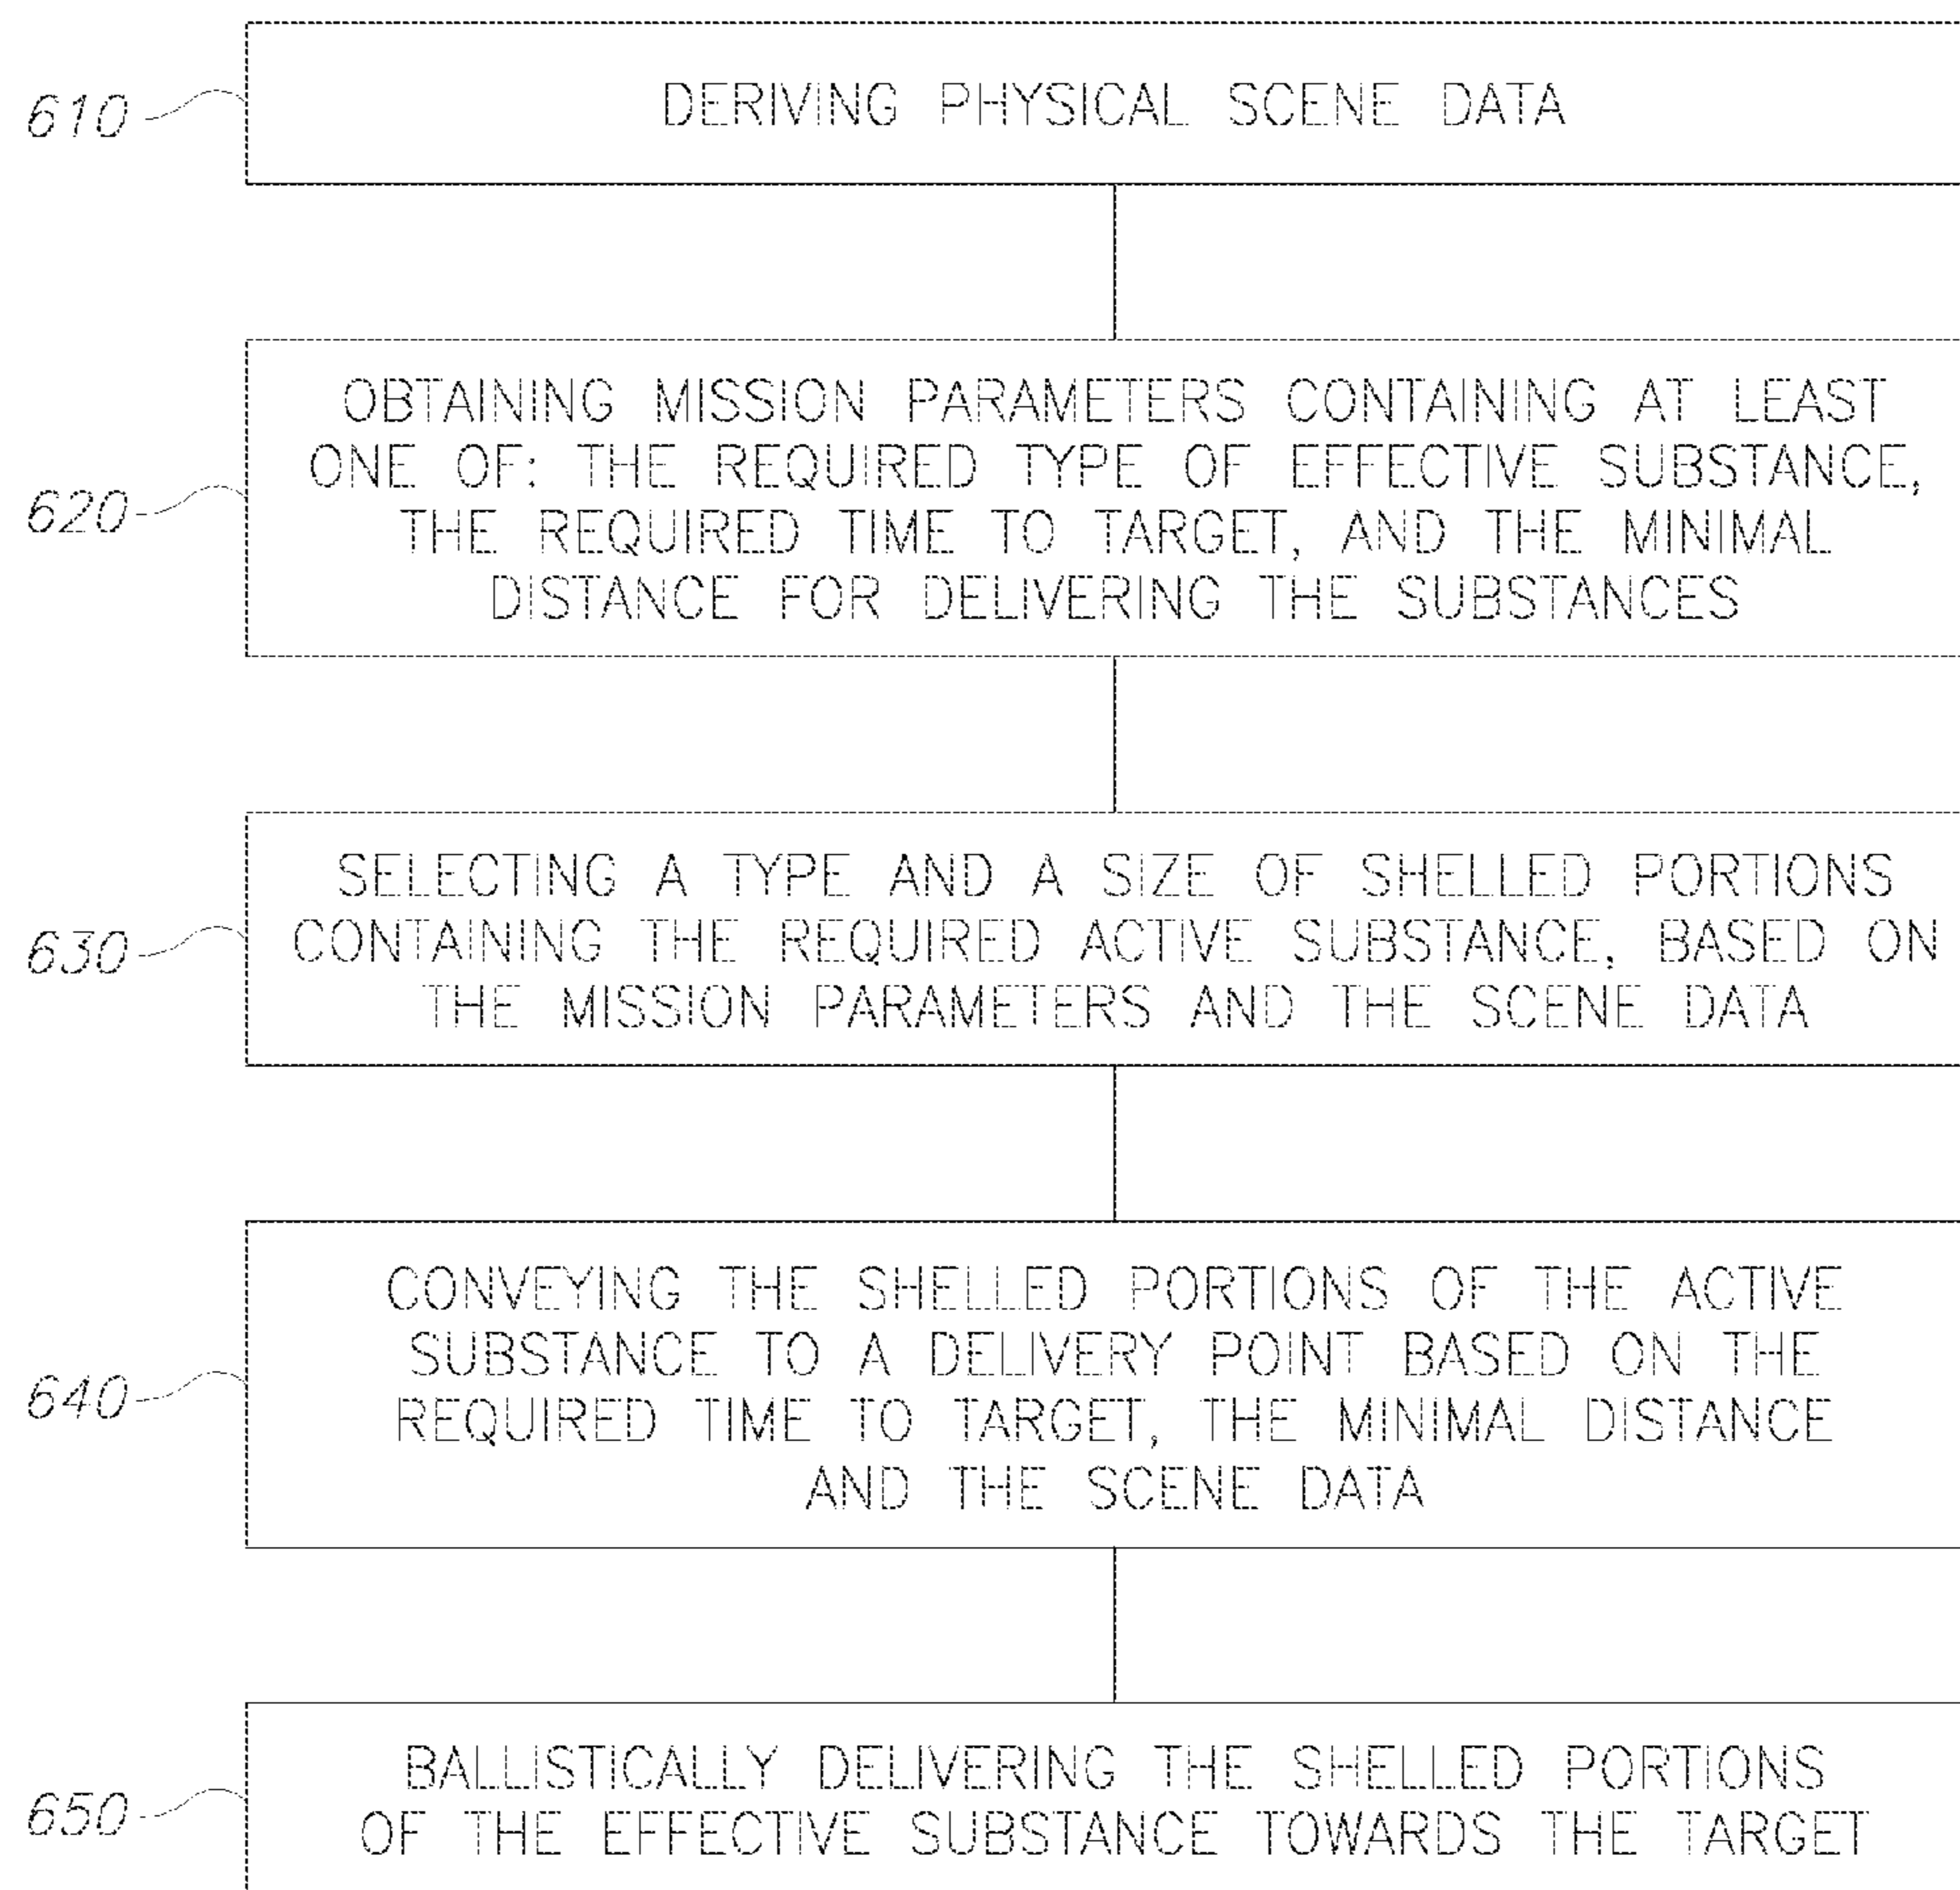 610
DERIVING PHYSICAL SCENE DATA
OBTAINING MISSION PARAMETERS CONTAINING AT LEAST
ONE OF: THE REQUIRED TYPE OF EFFECTIVE SUBSTANCE,
620
THE REQUIRED TIME TO TARGET, AND THE MINIMAL
DISTANCE FOR DELIVERING THE SUBSTANCES
SELECTING A TYPE AND A SIZE OF SHELLED PORTIONS
630
CONTAINING THE REQUIRED ACTIVE SUBSTANCE, BASED ON
THE MISSION PARAMETERS AND THE SCENE DATA
CONVEYING THE SHELLED PORTIONS OF THE ACTIVE
SUBSTANCE TO A DELIVERY POINT BASED ON THE
640
REQUIRED TIME TO TARGET, THE MINIMAL DISTANCE
AND THE SCENE DATA
BALLISTICALLY DELIVERING THE SHELLED PORTIONS
650
OF THE EFFECTIVE SUBSTANCE TOWARDS THE TARGET